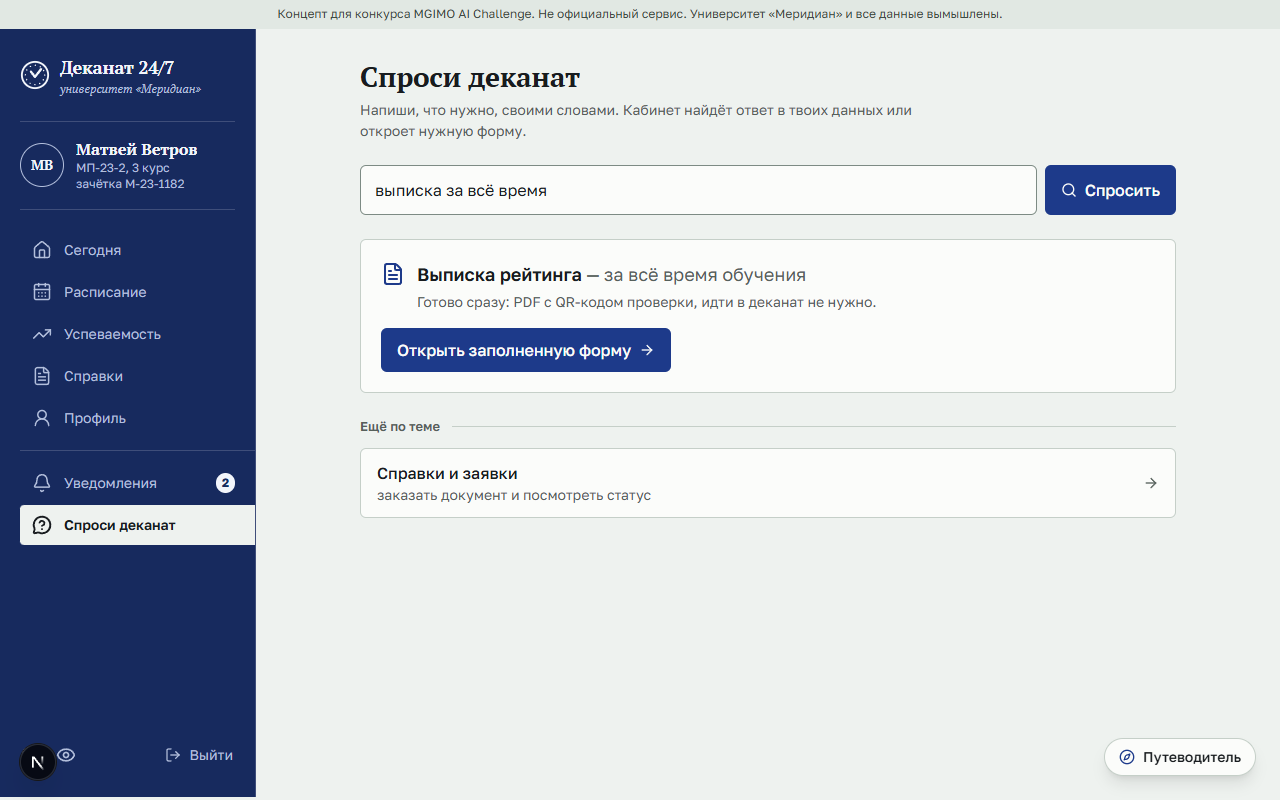 Концепт для конкурса MGIMO AI Challenge. Не официальный сервис. Университет «Меридиан» и все данные вымышлены.
Деканат 24/7
университет «Меридиан»
МВ
Матвей Ветров
МП-23-2, 3 курс
зачётка М-23-1182
Сегодня
Расписание
Успеваемость
Справки
Профиль
Уведомления 2
Спроси деканат
N
Выйти
Спроси деканат
Напиши, что нужно, своими словами. Кабинет найдёт ответ в твоих данных или
откроет нужную форму.
выписка за всё время
Спросить
Выписка рейтинга — за всё время обучения
Готово сразу: PDF с QR-кодом проверки, идти в деканат не нужно.
Открыть заполненную форму
Ещё по теме
Справки и заявки
заказать документ и посмотреть статус
Путеводитель